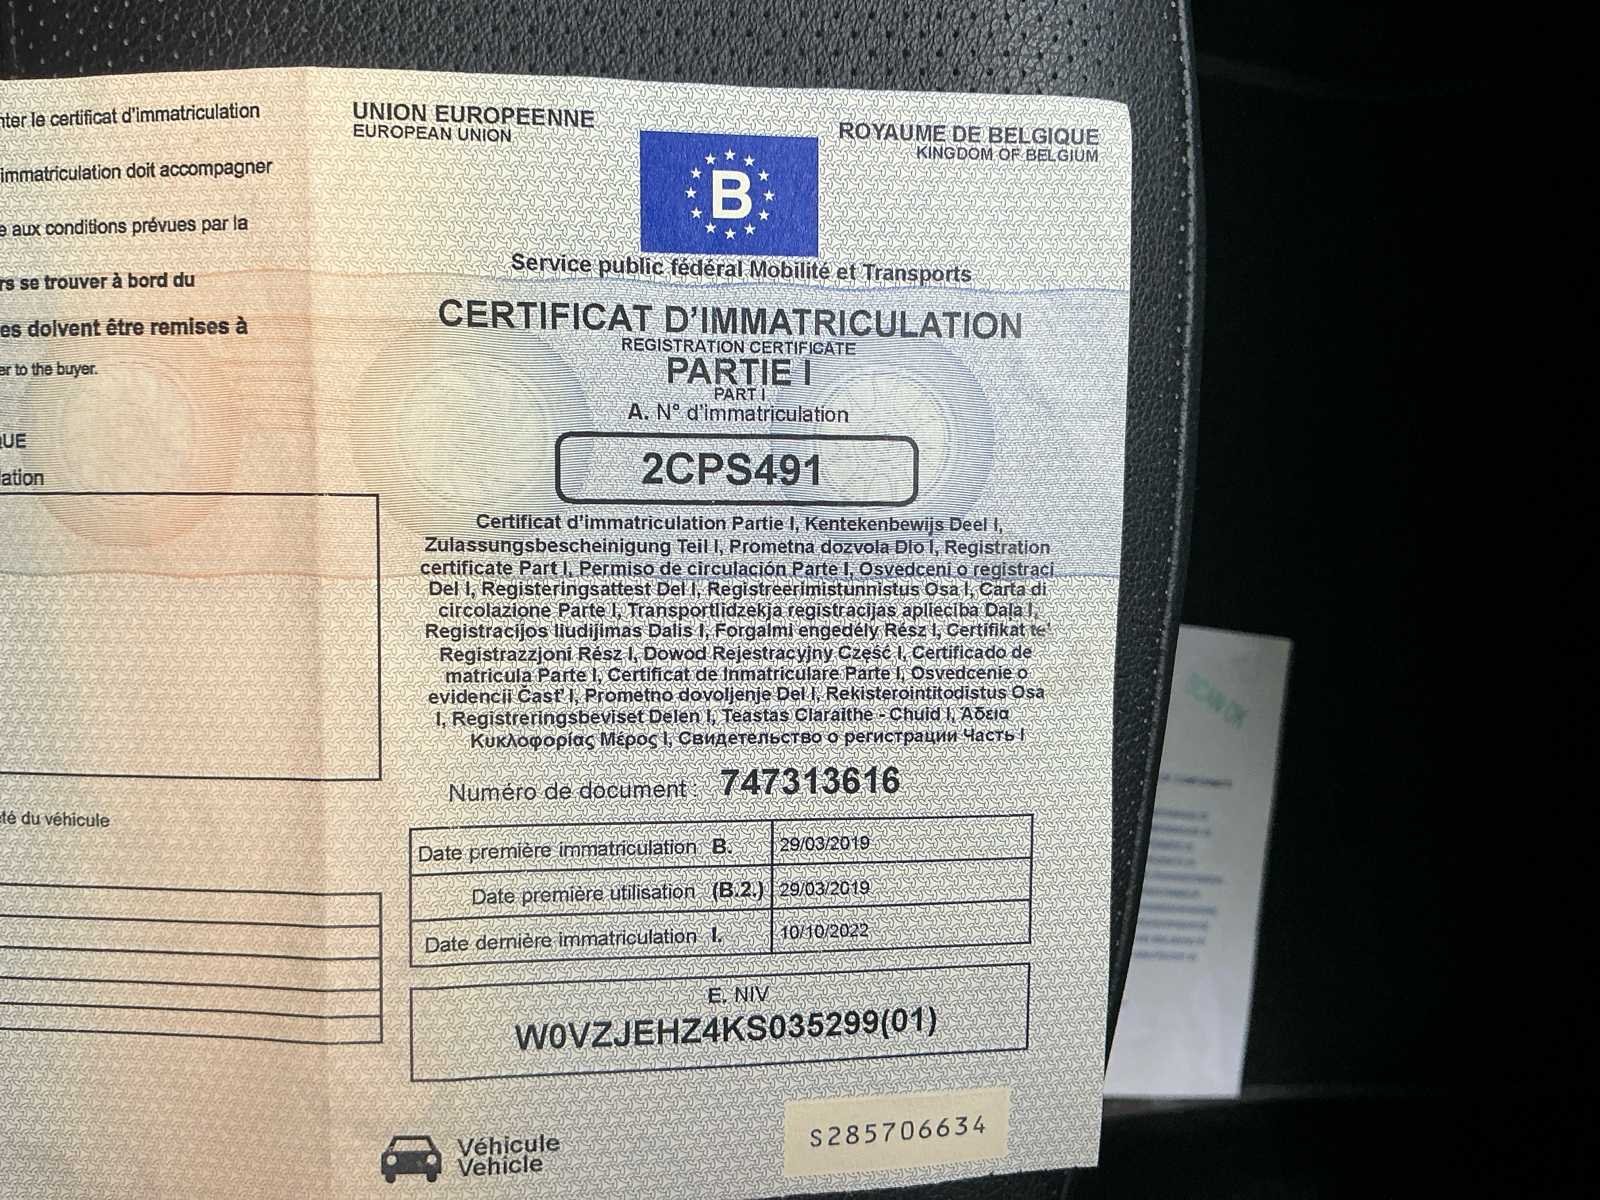 nter le certificat d'immatriculation
immatriculation doit accompagner
e aux conditions prévues par la
rs se trouver à bord du
es doivent être remises à
er to the buyer.
QUE
ation
té du véhicule
UNION EUROPEENNE
EUROPEAN UNION
ROYAUME DE BELGIQUE
KINGDOM OF BELGIUM
B
Service public fédéral Mobilité et Transports
CERTIFICAT D'IMMATRICULATION
REGISTRATION CERTIFICATE
PARTIE I
PART I
A. N° d'immatriculation
2CPS491
Certificat d'immatriculation Partie I, Kentekenbewijs Deel I,
Zulassungsbescheinigung Teil I, Prometna dozvola Dio I, Registration
certificate Part I, Permiso de circulación Parte I, Osvedceni o registraci
Del I, Registeringsattest Del I, Registreerimistunnistus Osa I, Carta di
circolazione Parte I, Transportlidzekja registracijas aplieciba Dala I,
Registracijos liudijimas Dalis I, Forgalmi engedély Rész I, Certifikat ta'
Registrazzjoni Rész I, Dowod Rejestracyjny Część I, Certificado de
matricula Parte I, Certificat de Inmatriculare Parte I, Osvedcenie o
evidencii Časť I, Prometno dovoljenje Del I, Rekisterointitodistus Osa
I, Registreringsbeviset Delen I, Teastas Claraithe - Chuid I, Άδεια
Κυκλοφορίας Μέρος I, Свидетельство о регистрации Часть I
Numéro de document : 747313616
Date première immatriculation B. 29/03/2019
Date première utilisation (B.2.) 29/03/2019
Date dernière immatriculation I. 10/10/2022
E. NIV
W0VZJEHZ4KS035299(01)
Véhicule
Vehicle
S285706634
SCAN OK